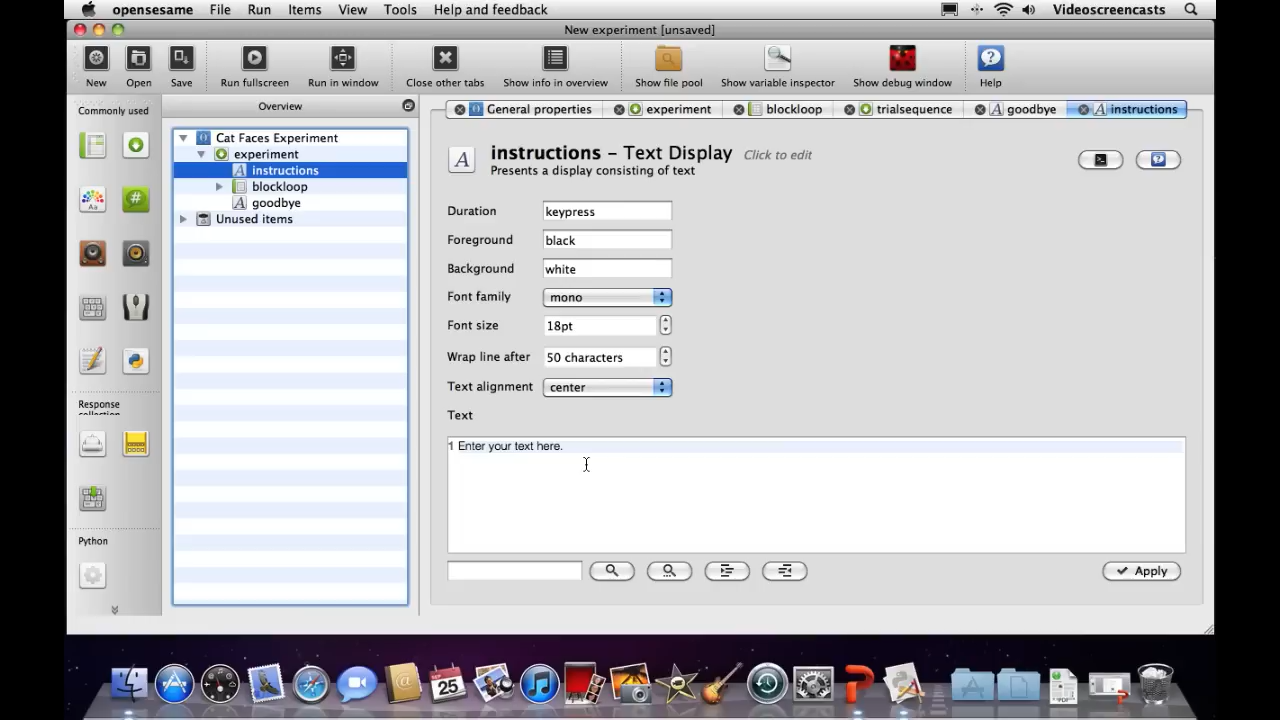 opensesame File Run Items View Tools Help and feedback Videoscreencasts
New experiment [unsaved]
New Open Save Run fullscreen Run in window Close other tabs Show info in overview Show file pool Show variable inspector Show debug window Help
Commonly used
Overview
General properties experiment blockloop trialsequence goodbye instructions
Cat Faces Experiment
experiment
instructions
blockloop
goodbye
Unused items
instructions – Text Display Click to edit
Presents a display consisting of text
Duration keypress
Foreground black
Background white
Font family mono
Font size 18pt
Wrap line after 50 characters
Text alignment center
Text
1 Enter your text here.
Apply
Response
collection
Python
SEP
25